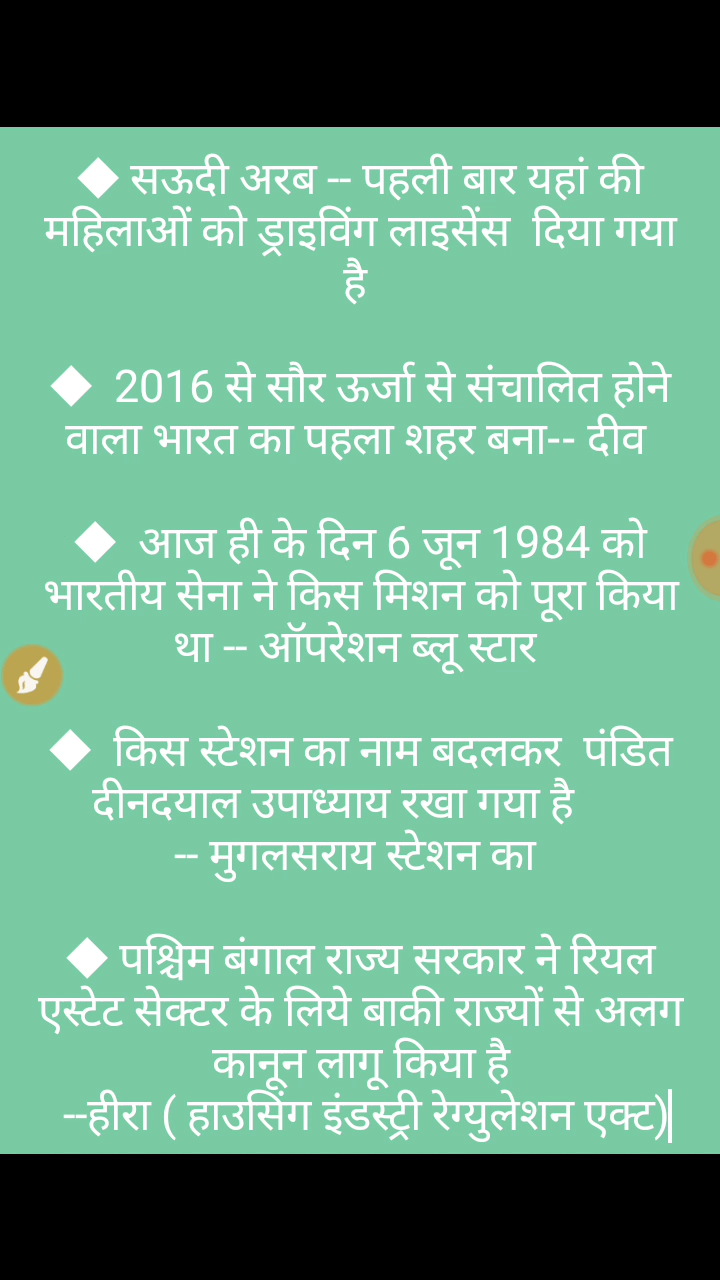 ◆ सऊदी अरब -- पहली बार यहां की
महिलाओं को ड्राइविंग लाइसेंस दिया गया
है
◆ 2016 से सौर ऊर्जा से संचालित होने
वाला भारत का पहला शहर बना-- दीव
◆ आज ही के दिन 6 जून 1984 को
भारतीय सेना ने किस मिशन को पूरा किया
था -- ऑपरेशन ब्लू स्टार
◆ किस स्टेशन का नाम बदलकर पंडित
दीनदयाल उपाध्याय रखा गया है
-- मुगलसराय स्टेशन का
◆ पश्चिम बंगाल राज्य सरकार ने रियल
एस्टेट सेक्टर के लिये बाकी राज्यों से अलग
कानून लागू किया है
--हीरा ( हाउसिंग इंडस्ट्री रेग्युलेशन एक्ट)